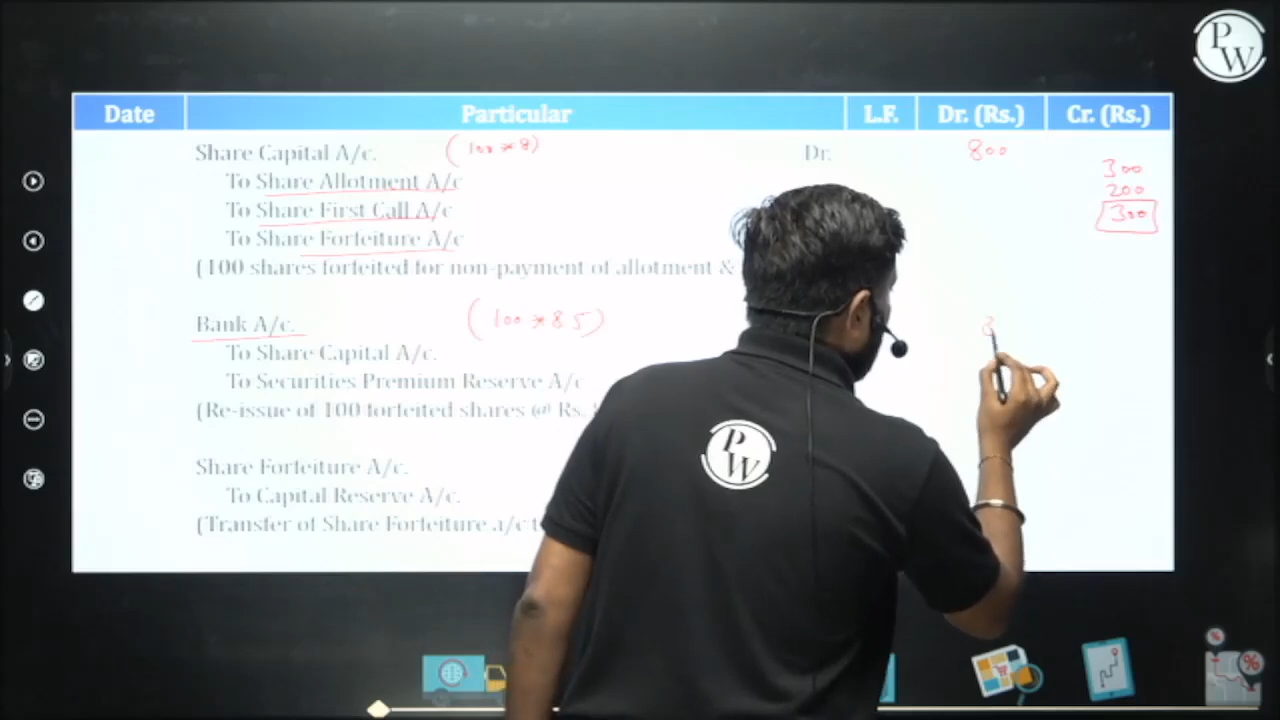 PW
Date Particular L.F. Dr. (Rs.) Cr. (Rs.)
Share Capital A/c. (100 * 8) Dr. 800
To Share Allotment A/c 300
To Share First Call A/c 200
To Share Forfeiture A/c 300
(100 shares forfeited for non-payment of allotment &
Bank A/c. (100 * 8.5) 8
To Share Capital A/c.
To Securities Premium Reserve A/c
(Re-issue of 100 forfeited shares @ Rs.
Share Forfeiture A/c.
To Capital Reserve A/c.
(Transfer of Share Forfeiture a/c
PW
%
%